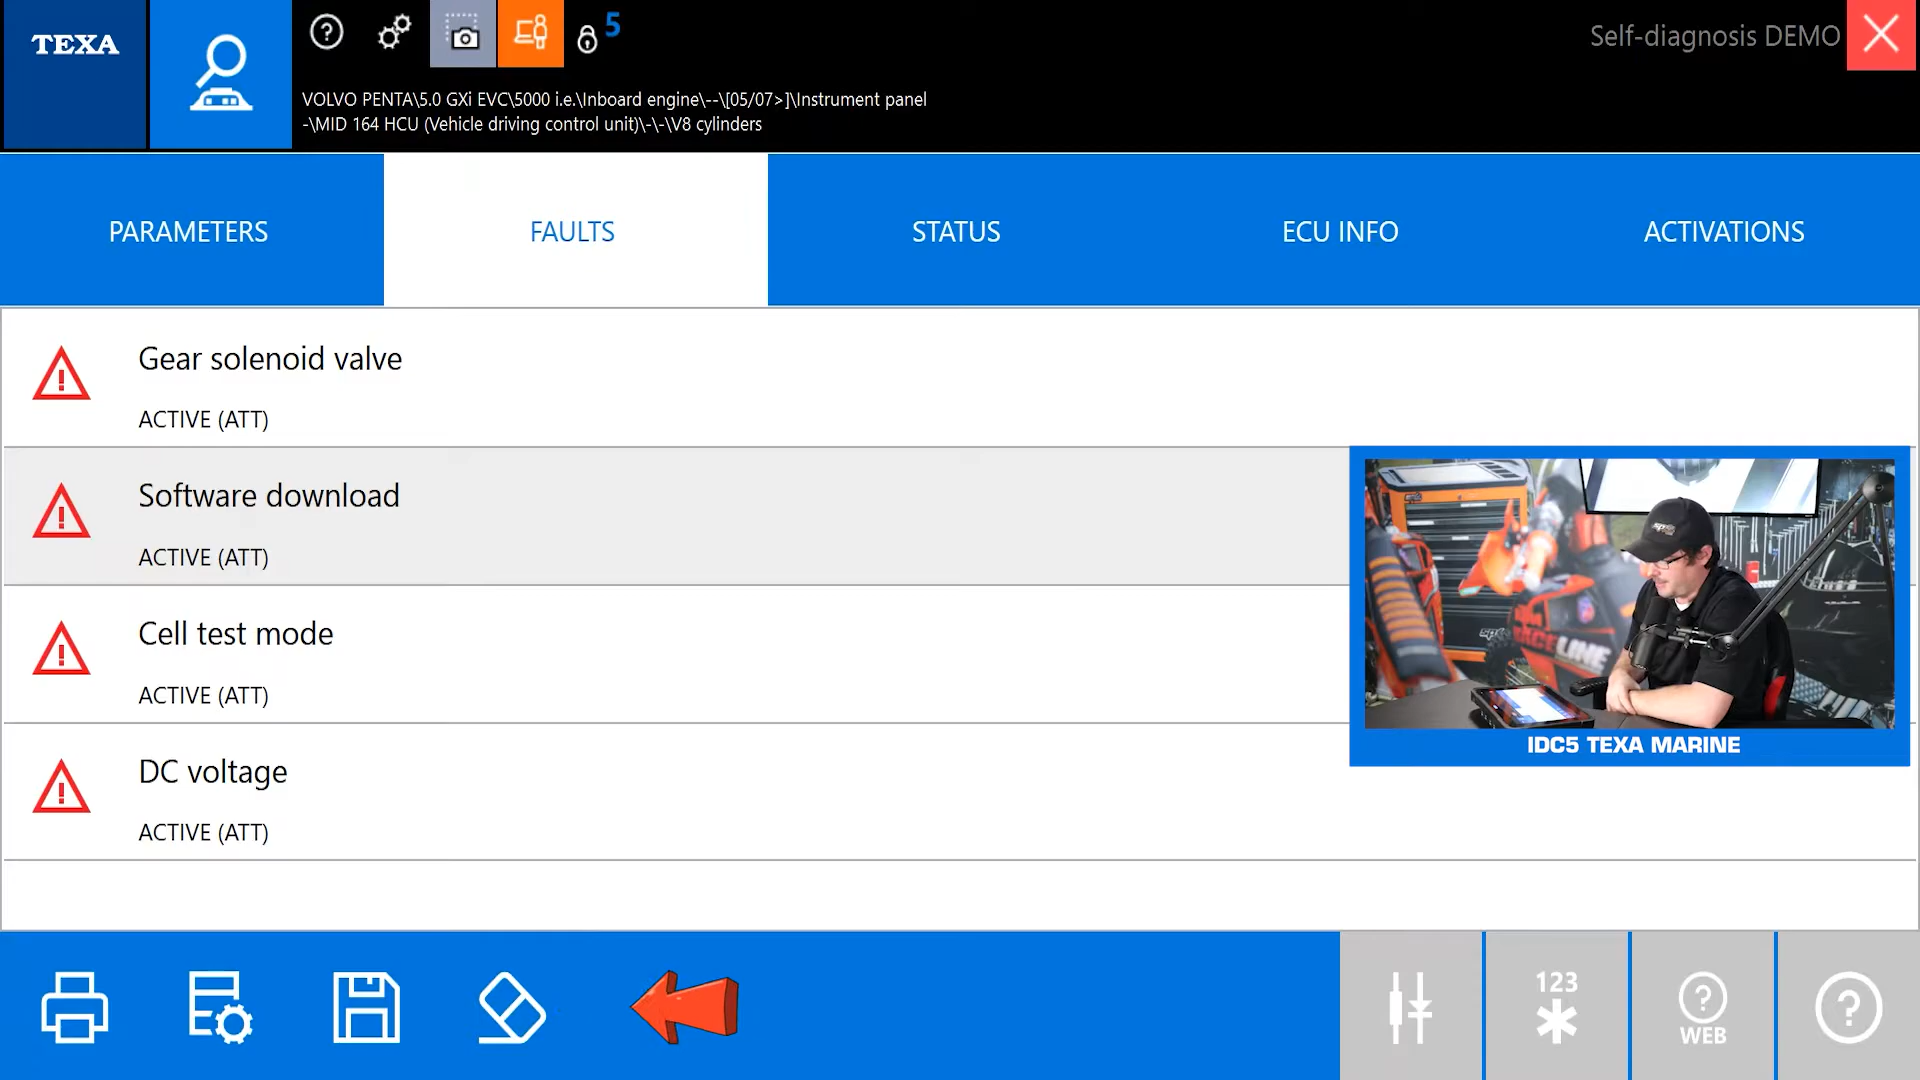 TEXA
5
Self-diagnosis DEMO
VOLVO PENTA\5.0 GXi EVC\5000 i.e.\Inboard engine\--\[05/07>]\Instrument panel
-\MID 164 HCU (Vehicle driving control unit)\-\-\V8 cylinders
PARAMETERS
FAULTS
STATUS
ECU INFO
ACTIVATIONS
Gear solenoid valve
ACTIVE (ATT)
Software download
ACTIVE (ATT)
Cell test mode
ACTIVE (ATT)
DC voltage
ACTIVE (ATT)
RACELINE
IDC5 TEXA MARINE
123
WEB